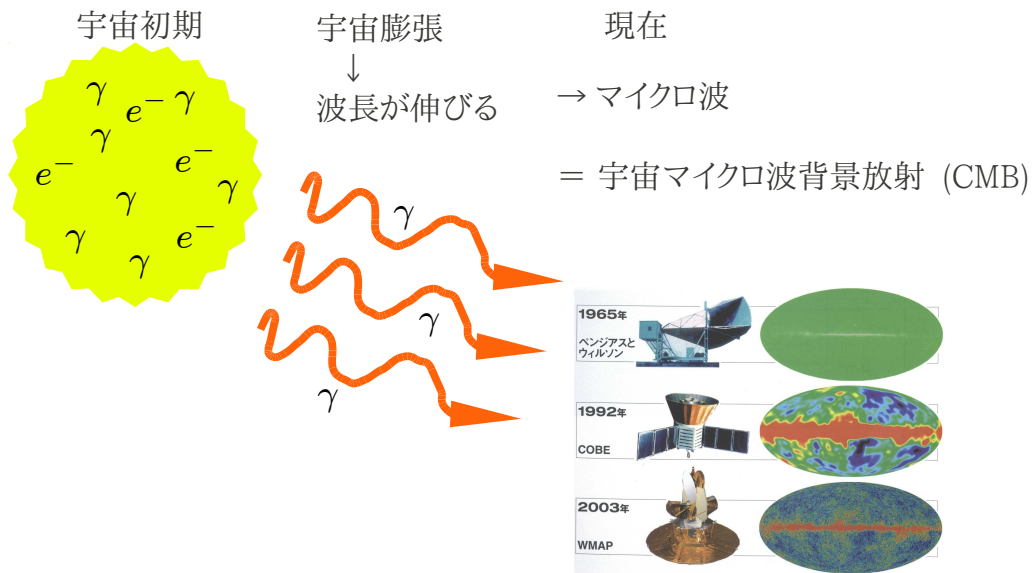 宇宙初期
宇宙膨張
↓
波長が伸びる
現在
→ マイクロ波
= 宇宙マイクロ波背景放射 (CMB)
γ
e⁻
γ
γ
e⁻
e⁻
γ
γ
γ
e⁻
γ
γ
γ
γ
1965年
ペンジアスと
ウィルソン
1992年
COBE
2003年
WMAP